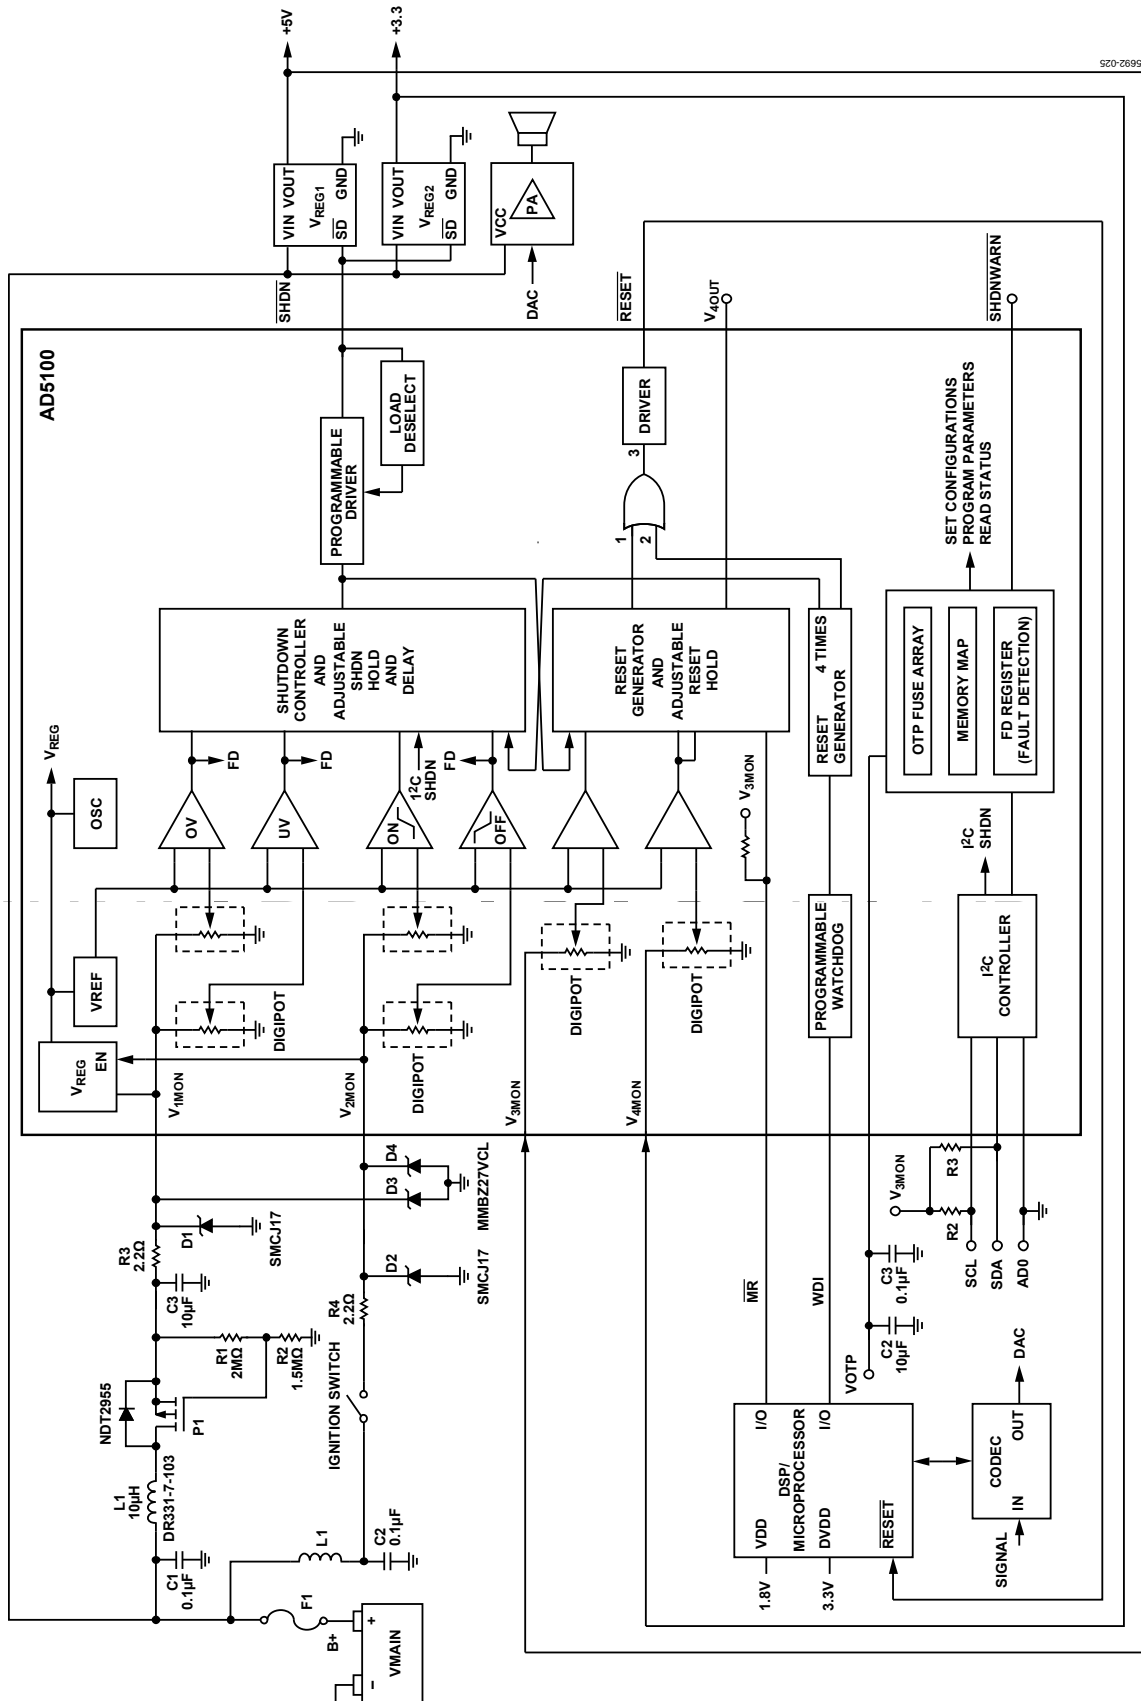 +5V
+3.3
05692-025
VIN VOUT
VREG1
SD GND
VIN VOUT
VREG2
SD GND
VCC
PA
DAC
SHDN
RESET
V4OUT
SHDNWARN
AD5100
PROGRAMMABLE
DRIVER
LOAD
DESELECT
DRIVER
3
1
2
SET CONFIGURATIONS
PROGRAM PARAMETERS
READ STATUS
SHUTDOWN
CONTROLLER
AND
ADJUSTABLE
SHDN
HOLD
AND
DELAY
RESET
GENERATOR
AND
ADJUSTABLE
RESET
HOLD
RESET 4 TIMES
GENERATOR
OTP FUSE ARRAY
MEMORY MAP
FD REGISTER
(FAULT DETECTION)
VREG
OSC
OV
FD
UV
FD
ON
I2C
SHDN
FD
OFF
V3MON
I2C
SHDN
VREF
VREG
EN
DIGIPOT
DIGIPOT
DIGIPOT
DIGIPOT
PROGRAMMABLE
WATCHDOG
I2C
CONTROLLER
V1MON
V2MON
V3MON
V4MON
R3
2.2Ω
D1
SMCJ17
C3
10µF
R1
2MΩ
R2
1.5MΩ
NDT2955
P1
L1
10µH
DR331-7-103
C1
0.1µF
D3
D4
MMBZ27VCL
D2
SMCJ17
R4
2.2Ω
IGNITION SWITCH
L1
C2
0.1µF
F1
B+
VMAIN
+
–
MR
WDI
V3MON
R3
R2
SCL
SDA
AD0
C3
0.1µF
C2
10µF
VOTP
DAC
I/O
I/O
DSP/
MICROPROCESSOR
VDD
DVDD
RESET
1.8V
3.3V
CODEC
OUT
IN
SIGNAL